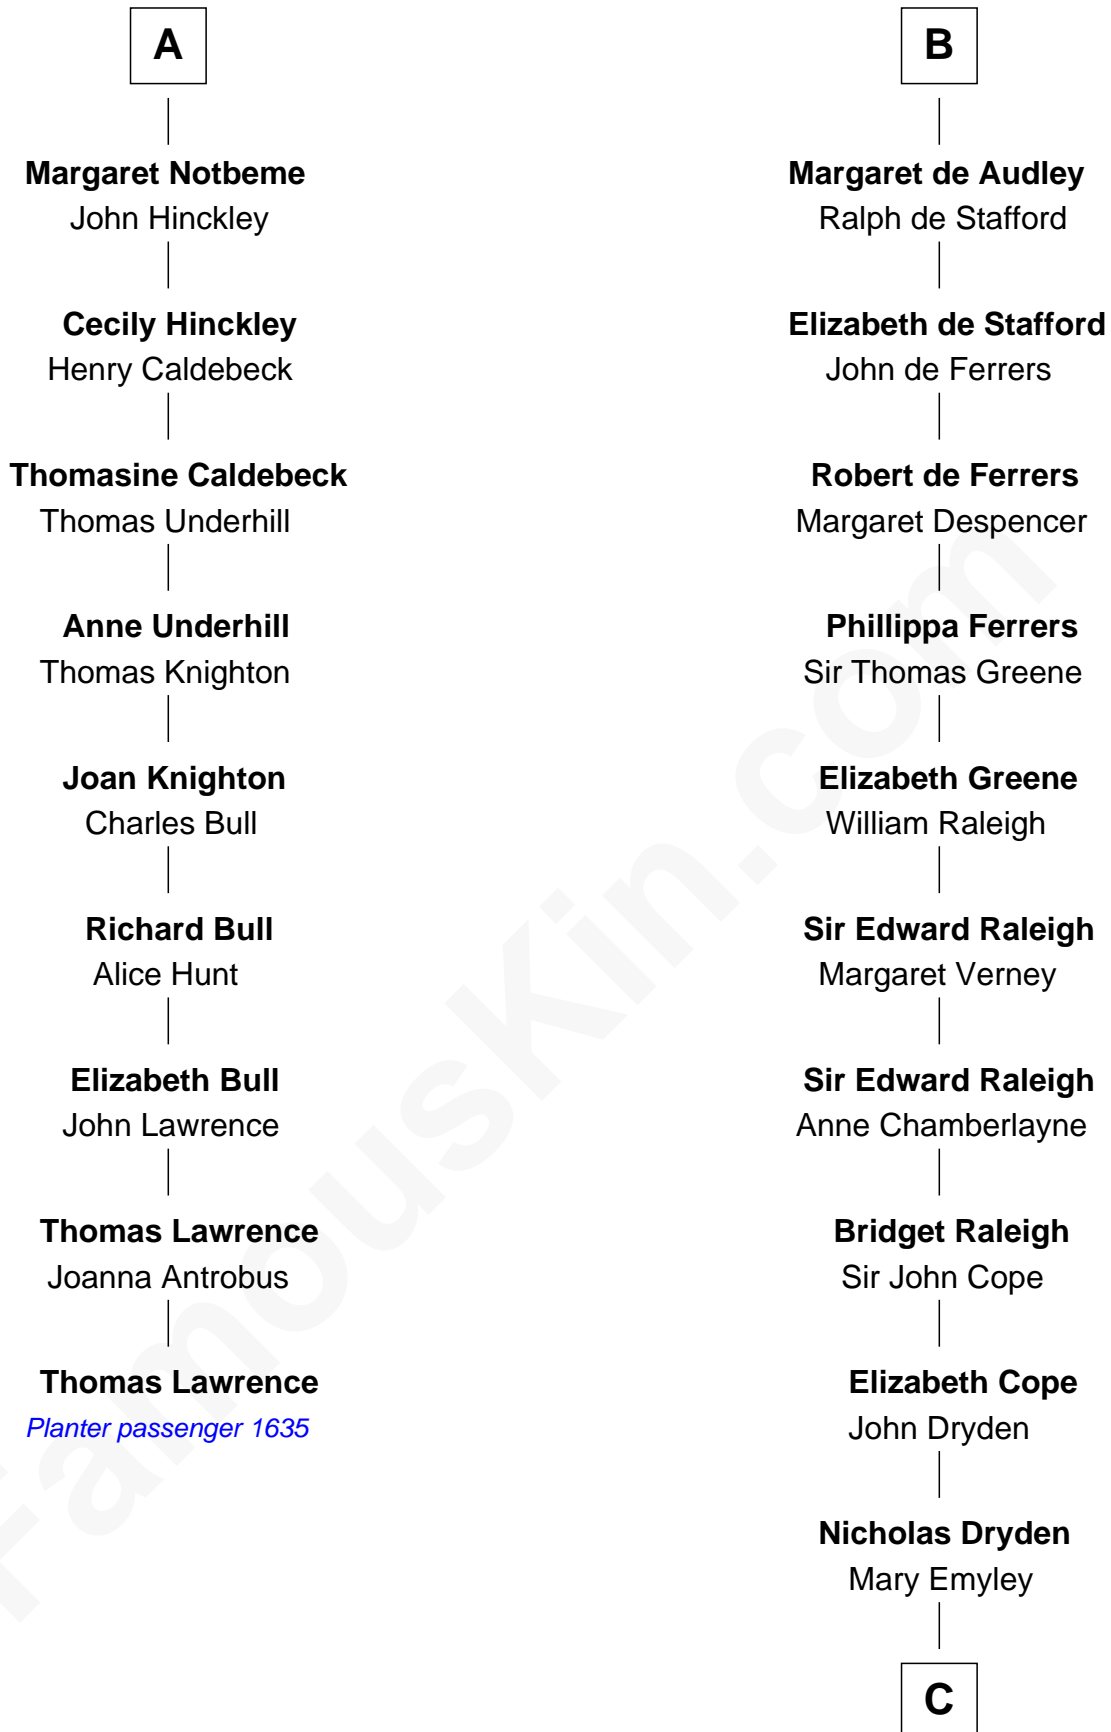 A
Margaret Notbeme
John Hinckley
Cecily Hinckley
Henry Caldebeck
Thomasine Caldebeck
Thomas Underhill
Anne Underhill
Thomas Knighton
Joan Knighton
Charles Bull
Richard Bull
Alice Hunt
Elizabeth Bull
John Lawrence
Thomas Lawrence
Joanna Antrobus
Thomas Lawrence
Planter passenger 1635
B
Margaret de Audley
Ralph de Stafford
Elizabeth de Stafford
John de Ferrers
Robert de Ferrers
Margaret Despencer
Phillippa Ferrers
Sir Thomas Greene
Elizabeth Greene
William Raleigh
Sir Edward Raleigh
Margaret Verney
Sir Edward Raleigh
Anne Chamberlayne
Bridget Raleigh
Sir John Cope
Elizabeth Cope
John Dryden
Nicholas Dryden
Mary Emyley
C
FamousKin.com